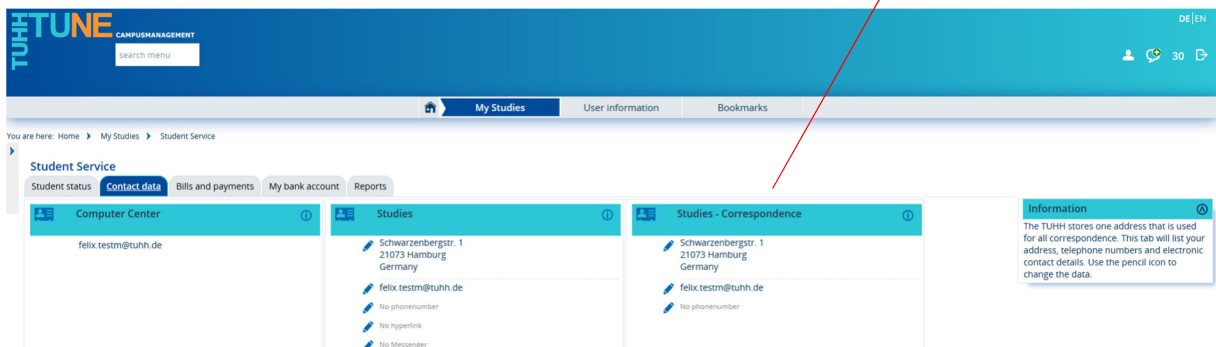 TUHH
TUNE CAMPUSMANAGEMENT
DE|EN
search menu
30
My Studies User information Bookmarks
You are here: Home My Studies Student Service
Student Service
Student status Contact data Bills and payments My bank account Reports
Computer Center
felix.testm@tuhh.de
Studies
Schwarzenbergstr. 1
21073 Hamburg
Germany
felix.testm@tuhh.de
No phonenumber
No hyperlink
No Messenger
Studies - Correspondence
Schwarzenbergstr. 1
21073 Hamburg
Germany
felix.testm@tuhh.de
No phonenumber
Information
The TUHH stores one address that is used
for all correspondence. This tab will list your
address, telephone numbers and electronic
contact details. Use the pencil icon to
change the data.